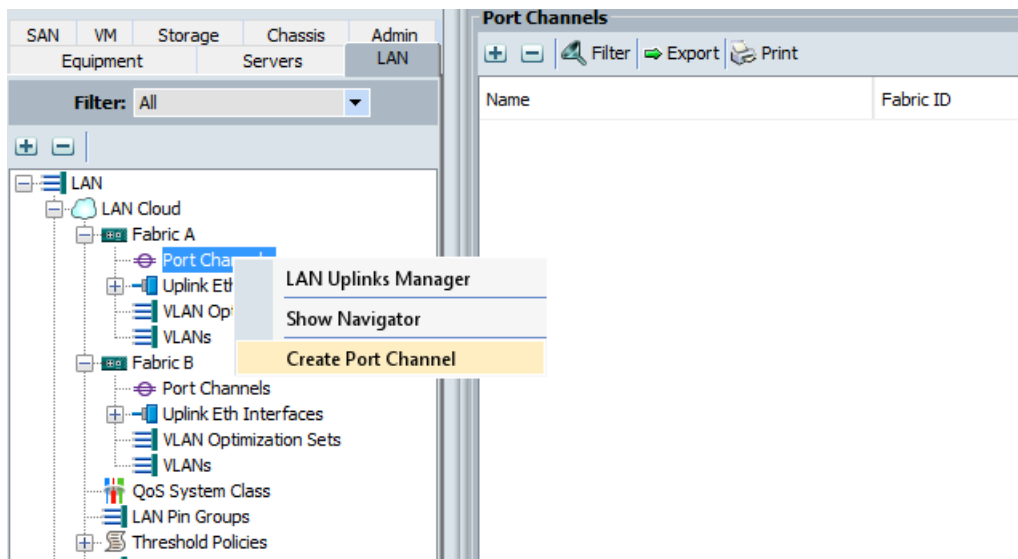 SAN VM Storage Chassis Admin
Equipment Servers LAN
Filter: All
LAN
LAN Cloud
Fabric A
Port Chan
Uplink Eth
VLAN Op
VLANs
Fabric B
Port Channels
Uplink Eth Interfaces
VLAN Optimization Sets
VLANs
QoS System Class
LAN Pin Groups
Threshold Policies
LAN Uplinks Manager
Show Navigator
Create Port Channel
Port Channels
Filter Export Print
Name Fabric ID